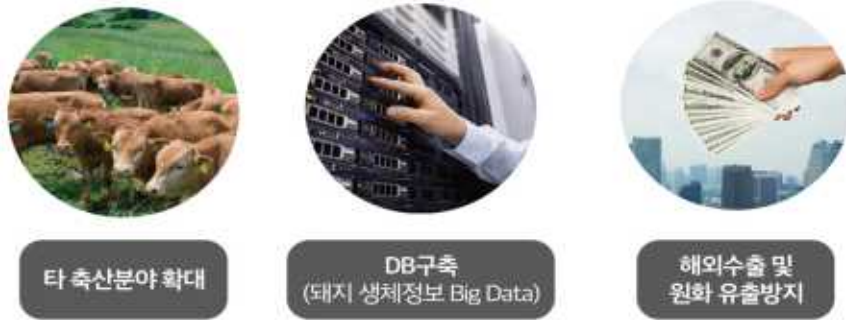 타 축산분야 확대
DB구축
(돼지 생체정보 Big Data)
해외수출 및
원화 유출방지